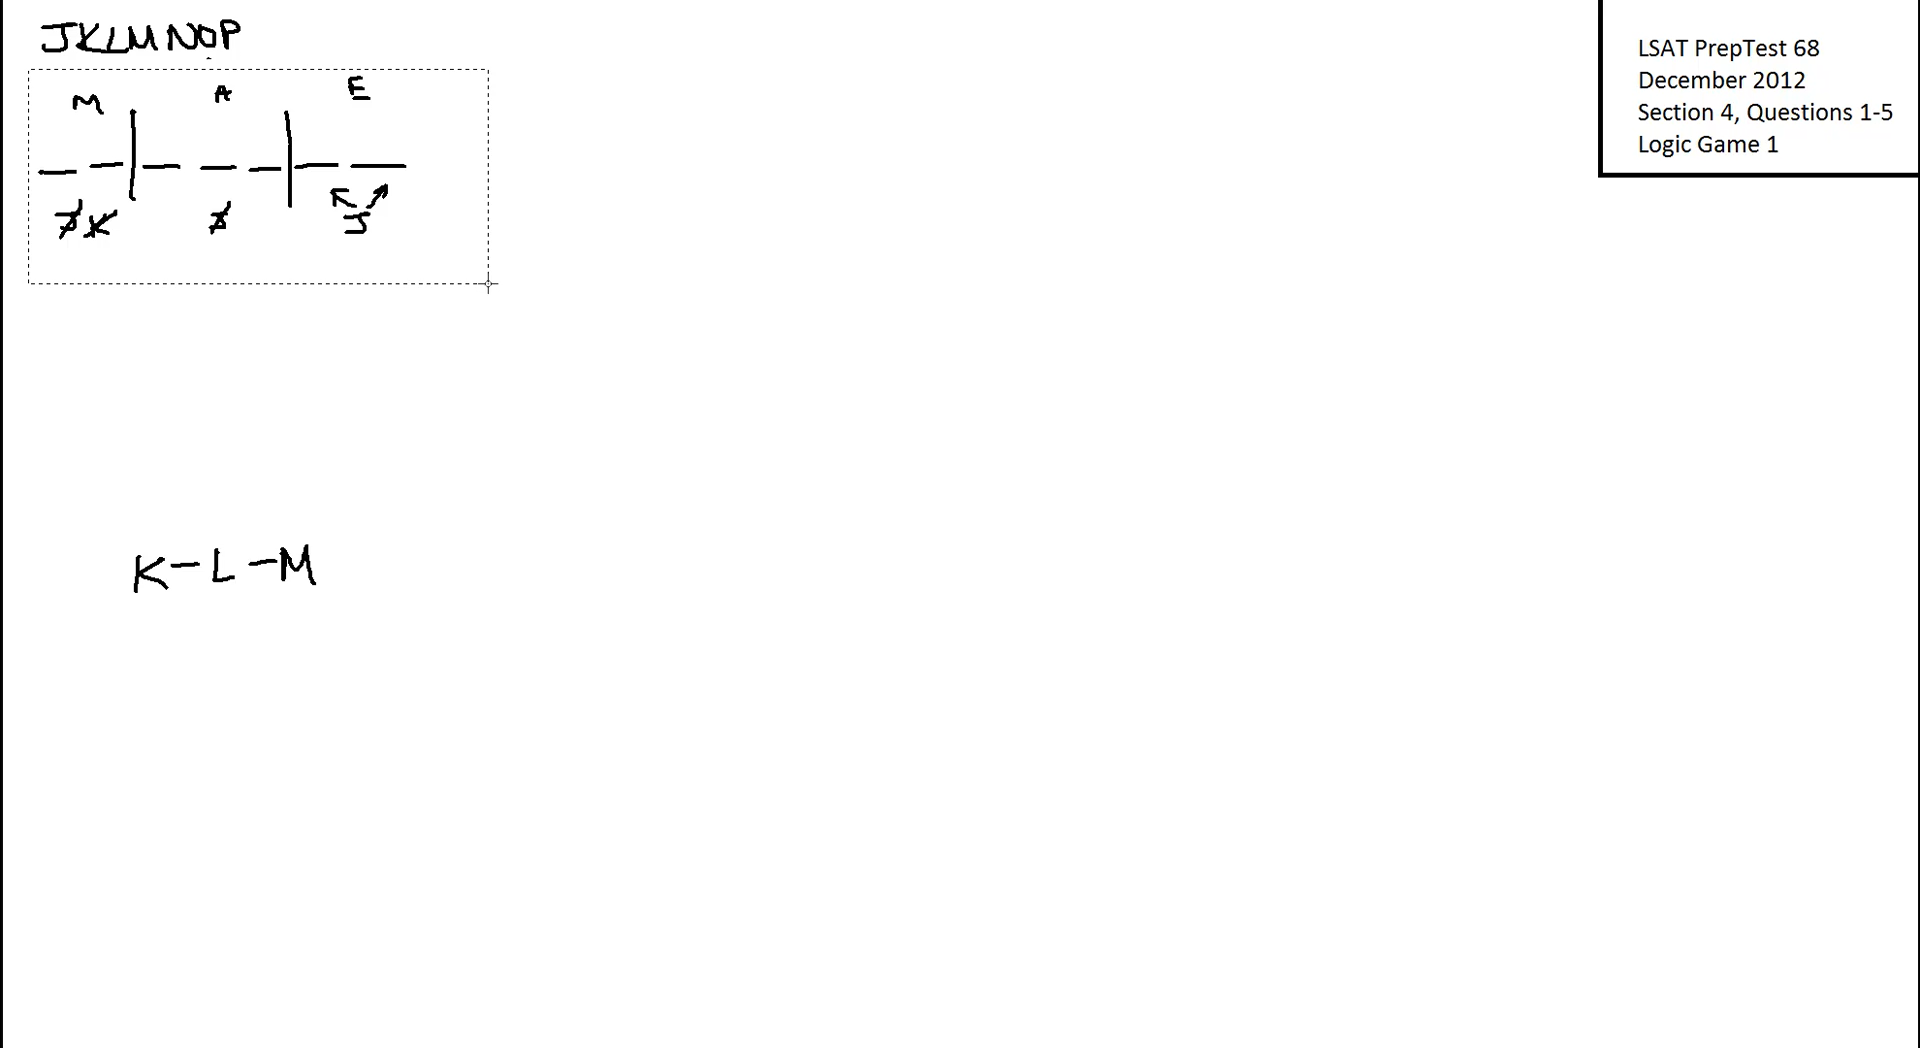 JKLMNOP
M A E
J K J J
K-L-M
LSAT PrepTest 68
December 2012
Section 4, Questions 1-5
Logic Game 1